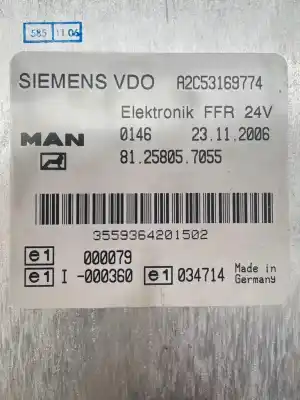 585 11.06
SIEMENS VDO A2C53169774
Elektronik FFR 24V
MAN 0146 23.11.2006
81.25805.7055
3559364201502
e1 000079
e1 I -000360 e1 034714 Made in
Germany